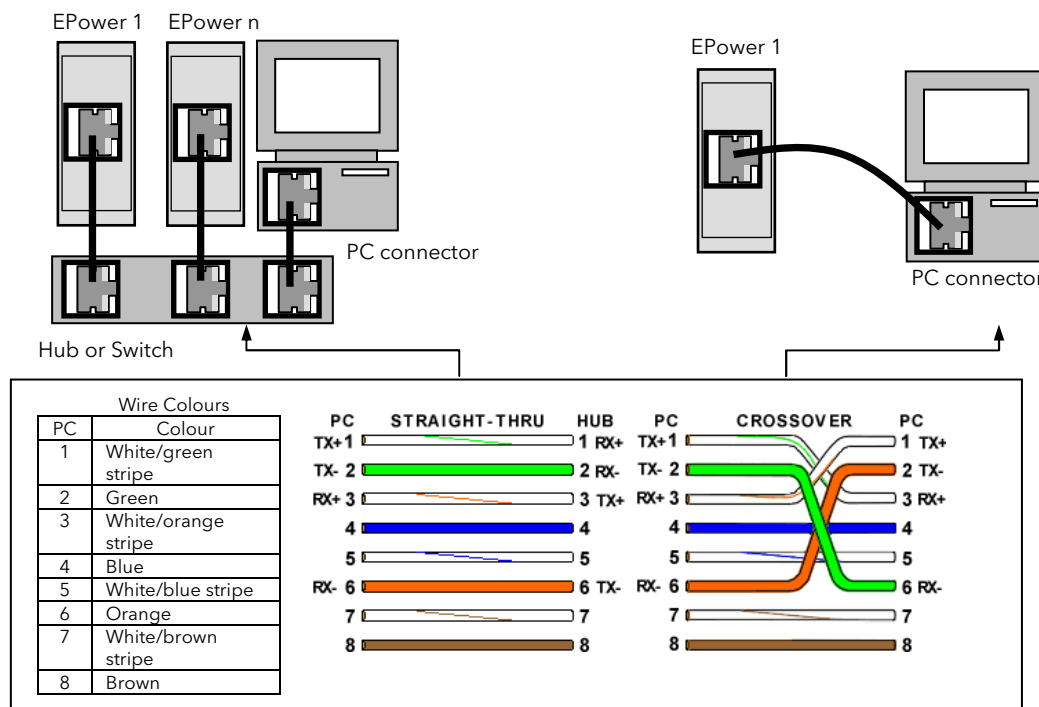 EPower 1 EPower n
EPower 1
PC connector
PC connector
Hub or Switch
Wire Colours
PC Colour
1 White/green
stripe
2 Green
3 White/orange
stripe
4 Blue
5 White/blue stripe
6 Orange
7 White/brown
stripe
8 Brown
PC STRAIGHT-THRU HUB
TX+ 1 1 RX+
TX- 2 2 RX-
RX+ 3 3 TX+
4 4
5 5
RX- 6 6 TX-
7 7
8 8
PC CROSSOVER PC
TX+ 1 1 TX+
TX- 2 2 TX-
RX+ 3 3 RX+
4 4
5 5
RX- 6 6 RX-
7 7
8 8